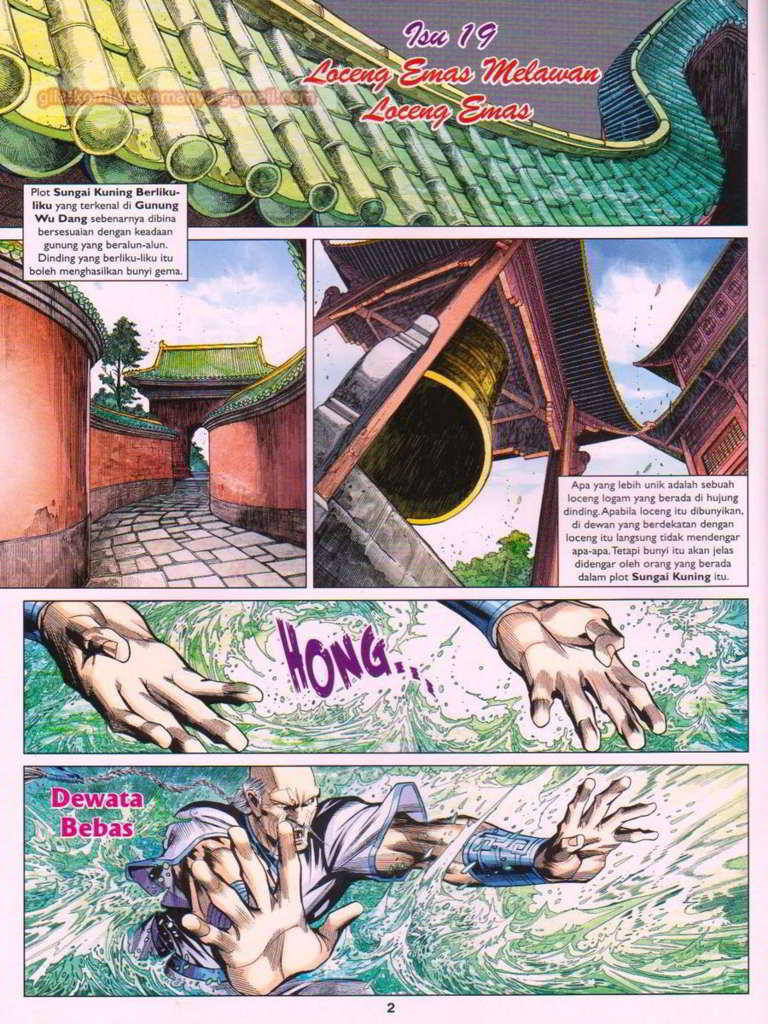 Isu 19
Loceng Emas Melawan
Loceng Emas
Plot Sungai Kuning Berliku-
liku yang terkenal di Gunung
Wu Dang sebenarnya dibina
bersesuaian dengan keadaan
gunung yang beralun-alun.
Dinding yang berliku-liku itu
boleh menghasilkan bunyi gema.
Apa yang lebih unik adalah sebuah
loceng logam yang berada di hujung
dinding. Apabila loceng itu dibunyikan,
di dewan yang berdekatan dengan
loceng itu langsung tidak mendengar
apa-apa. Tetapi bunyi itu akan jelas
didengar oleh orang yang berada
dalam plot Sungai Kuning itu.
HONG...
Dewata
Bebas
2